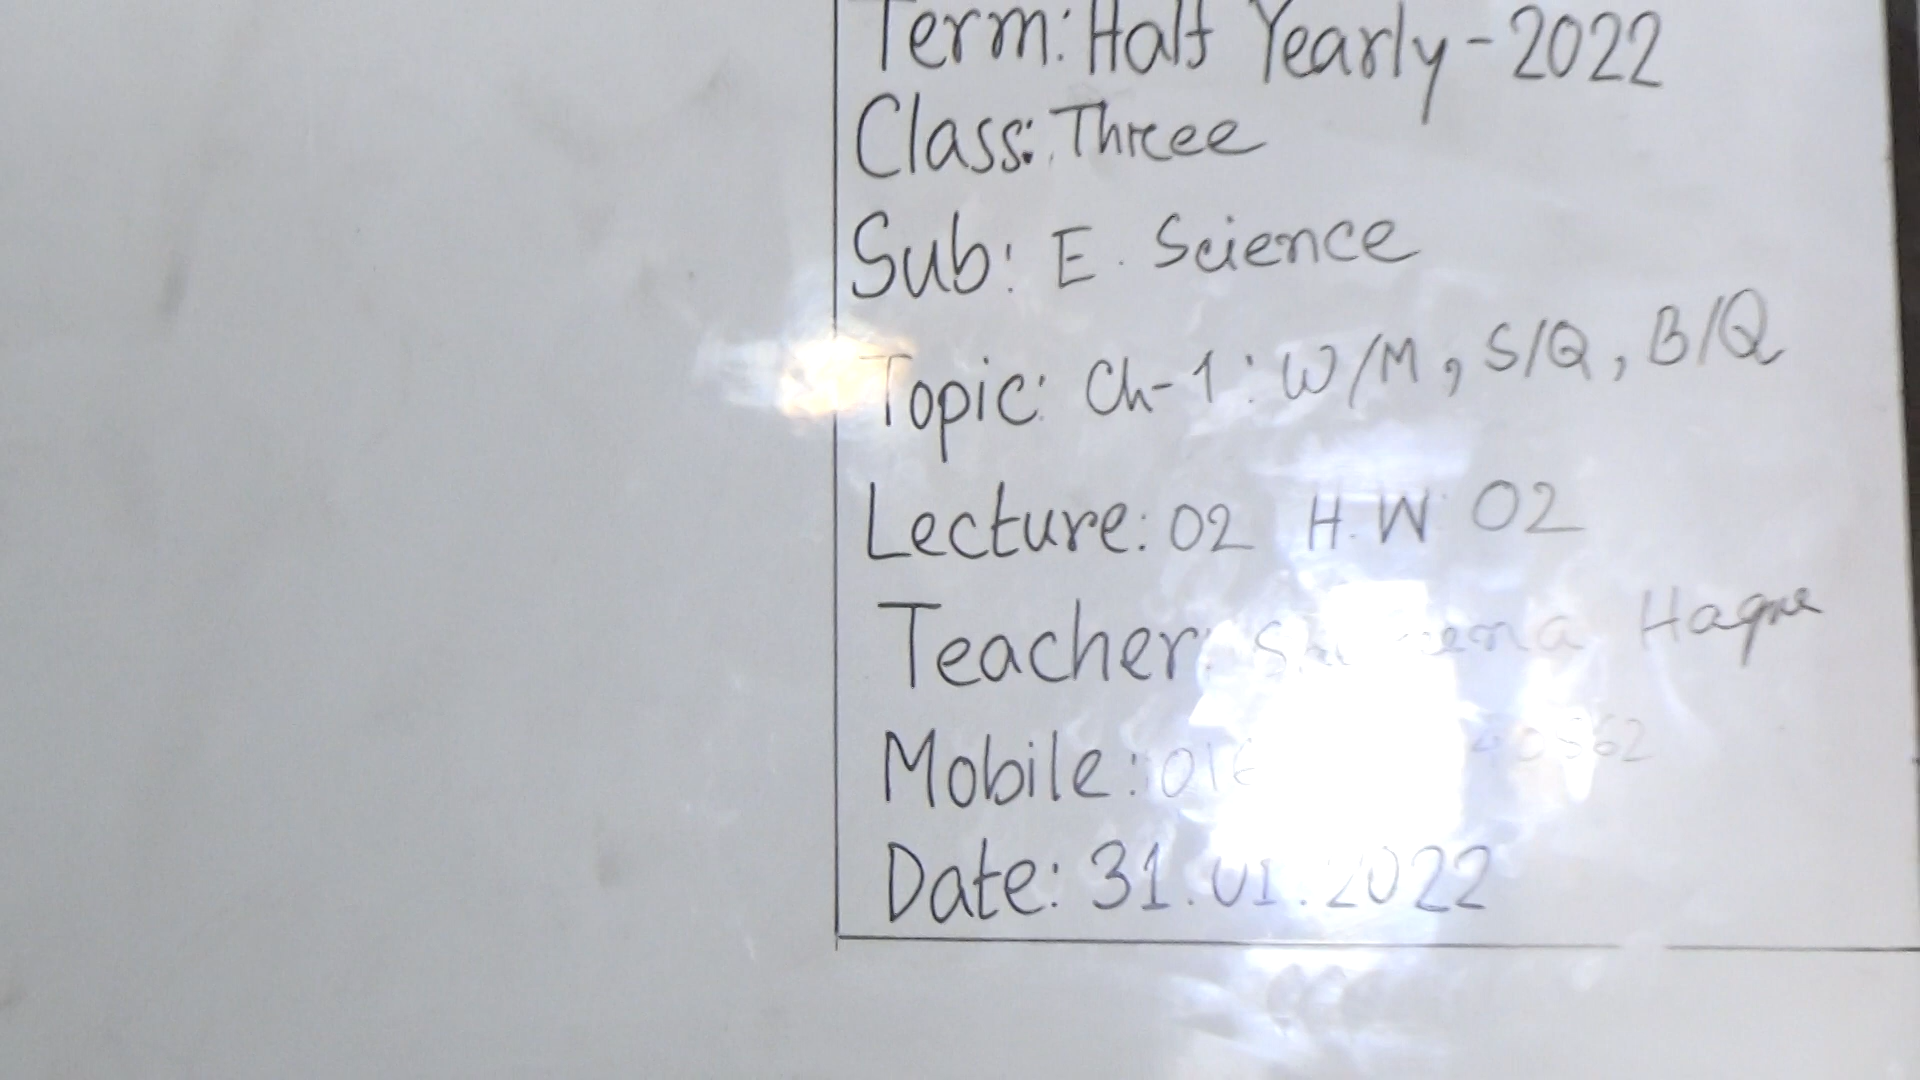 Term: Half Yearly - 2022
Class: Three
Sub: E. Science
Topic: Ch-1: W/M, S/Q, B/Q
Lecture: 02 H.W: 02
Teacher: Haque
Mobile:
Date: 31.01.2022